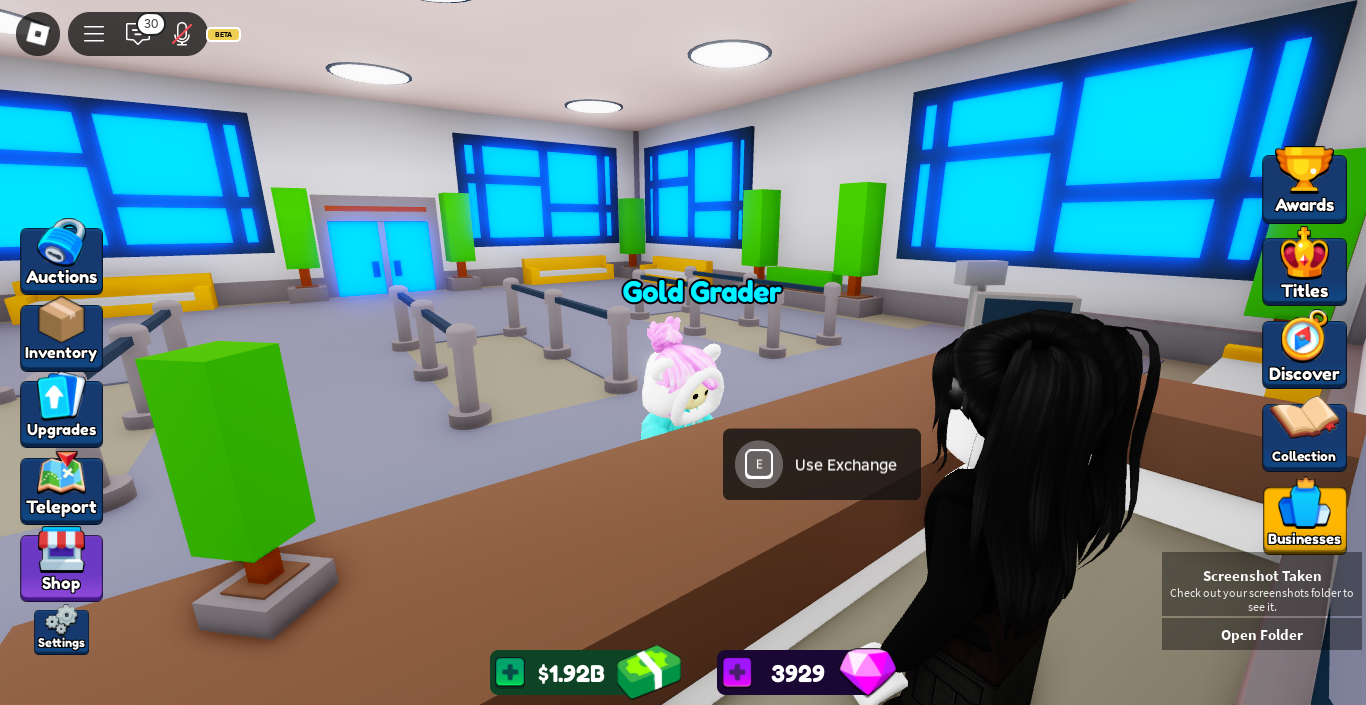 30
BETA
Auctions
Inventory
Upgrades
Teleport
Shop
Settings
Gold Grader
E
Use Exchange
$1.92B
3929
Awards
Titles
Discover
Collection
Businesses
Screenshot Taken
Check out your screenshots folder to
see it.
Open Folder